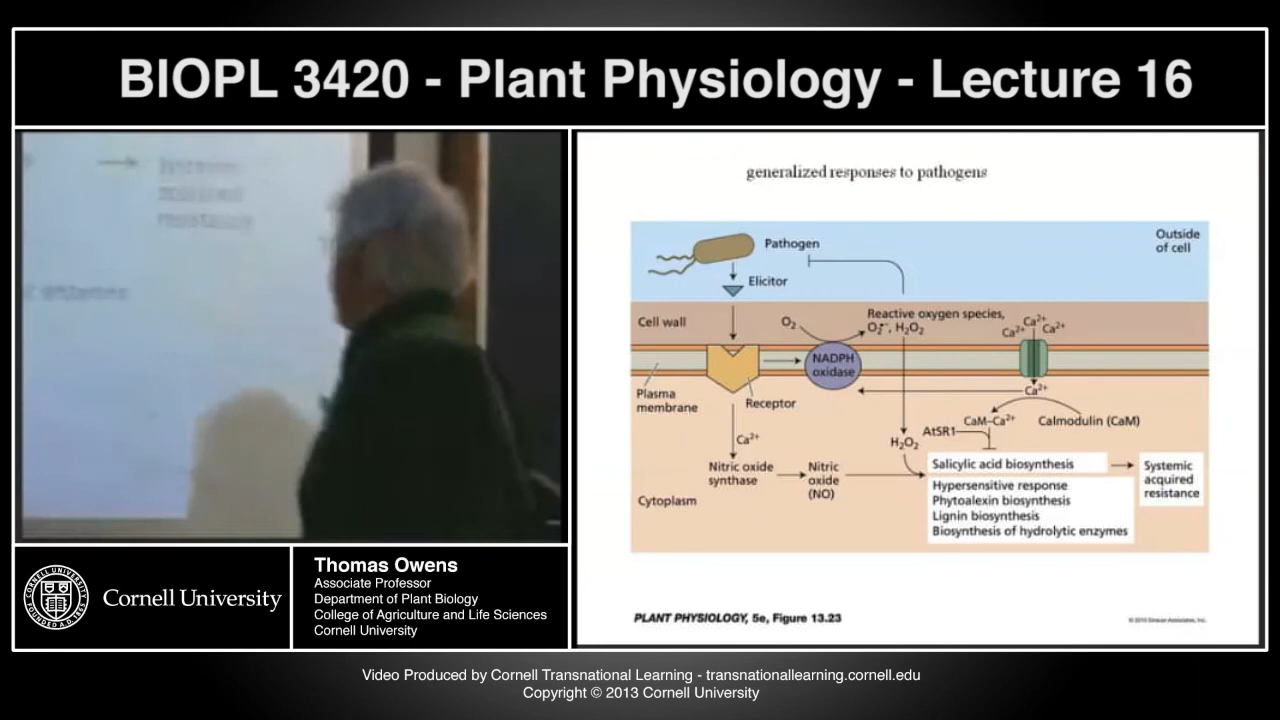 BIOPL 3420 - Plant Physiology - Lecture 16
generalized responses to pathogens
Pathogen
Outside
of cell
Elicitor
Cell wall
O₂
Reactive oxygen species,
O₂•⁻, H₂O₂
Ca²⁺
Ca²⁺
Ca²⁺
NADPH
oxidase
Plasma
membrane
Receptor
Ca²⁺
CaM–Ca²⁺
Calmodulin (CaM)
AtSR1
Ca²⁺
H₂O₂
Nitric oxide
synthase
Nitric
oxide
(NO)
Salicylic acid biosynthesis
Systemic
acquired
resistance
Hypersensitive response
Phytoalexin biosynthesis
Lignin biosynthesis
Biosynthesis of hydrolytic enzymes
Cytoplasm
PLANT PHYSIOLOGY, 5e, Figure 13.23
© 2010 Sinauer Associates, Inc.
Cornell University
Thomas Owens
Associate Professor
Department of Plant Biology
College of Agriculture and Life Sciences
Cornell University
Video Produced by Cornell Transnational Learning - transnationallearning.cornell.edu
Copyright © 2013 Cornell University